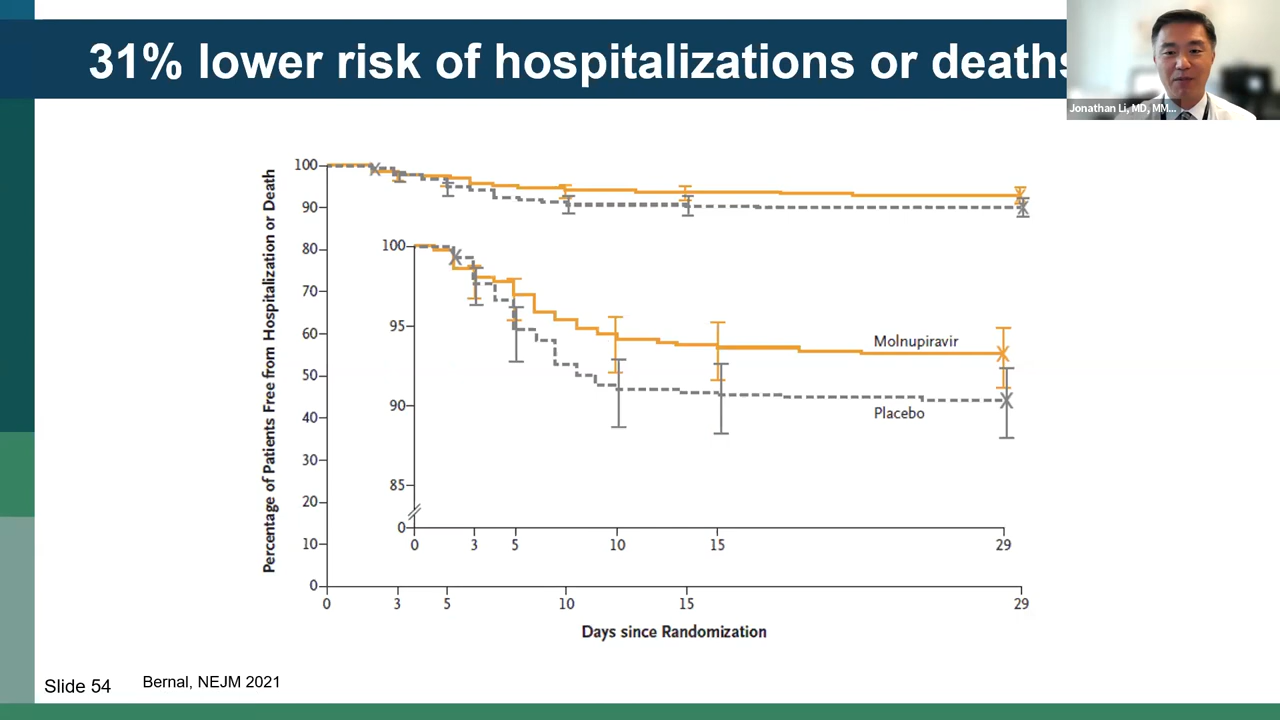 31% lower risk of hospitalizations or deaths
Jonathan Li, MD, MM...
Percentage of Patients Free from Hospitalization or Death
100
90
80
70
60
50
40
30
20
10
0
100
95
90
85
0
Molnupiravir
Placebo
0 3 5 10 15 29
0 3 5 10 15 29
Days since Randomization
Slide 54
Bernal, NEJM 2021